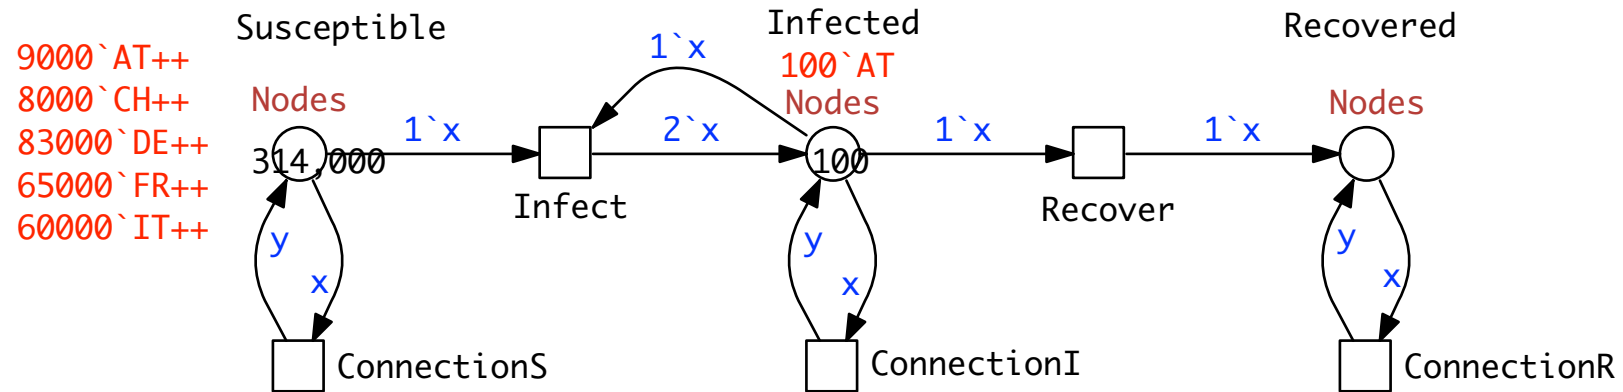 Susceptible
Infected
Recovered
9000`AT++
8000`CH++
83000`DE++
65000`FR++
60000`IT++
Nodes
314,000
1`x
Infect
1`x
2`x
100`AT
Nodes
100
1`x
Recover
1`x
Nodes
y
x
ConnectionS
y
x
ConnectionI
y
x
ConnectionR